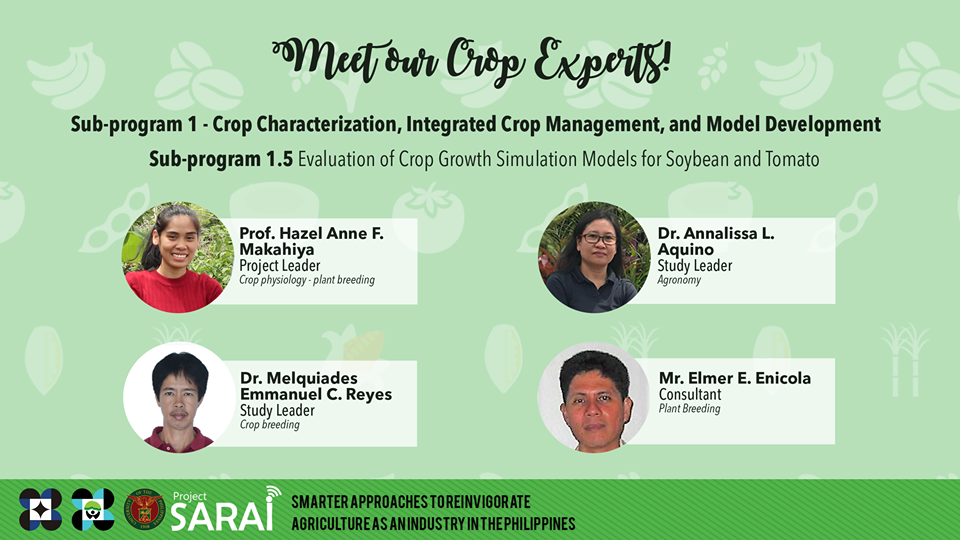 Meet our Crop Experts!
Sub-program 1 - Crop Characterization, Integrated Crop Management, and Model Development
Sub-program 1.5 Evaluation of Crop Growth Simulation Models for Soybean and Tomato
Prof. Hazel Anne F.
Makahiya
Project Leader
Crop physiology - plant breeding
Dr. Annalissa L.
Aquino
Study Leader
Agronomy
Dr. Melquiades
Emmanuel C. Reyes
Study Leader
Crop breeding
Mr. Elmer E. Enicola
Consultant
Plant Breeding
Project
SARAI
SMARTER APPROACHES TO REINVIGORATE
AGRICULTURE AS AN INDUSTRY IN THE PHILIPPINES